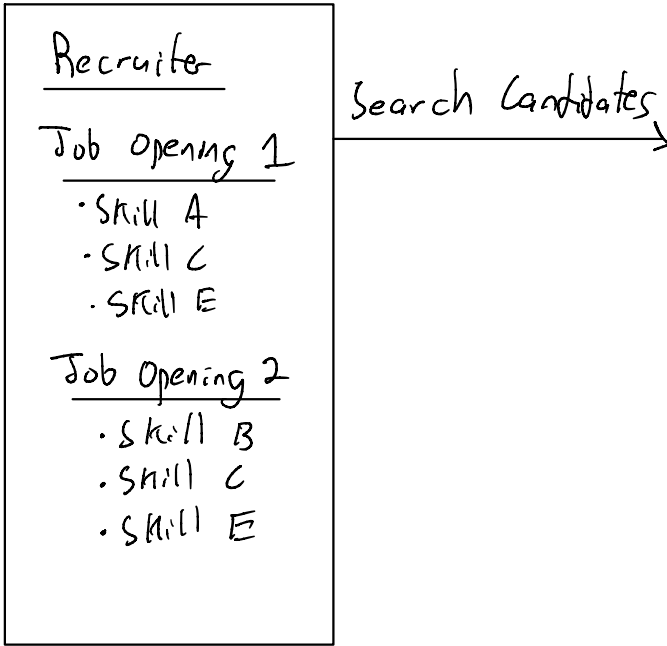 Recruiter
Search Candidates
Job Opening 1
• Skill A
• Skill C
• Skill E
Job Opening 2
• Skill B
• Skill C
• Skill E